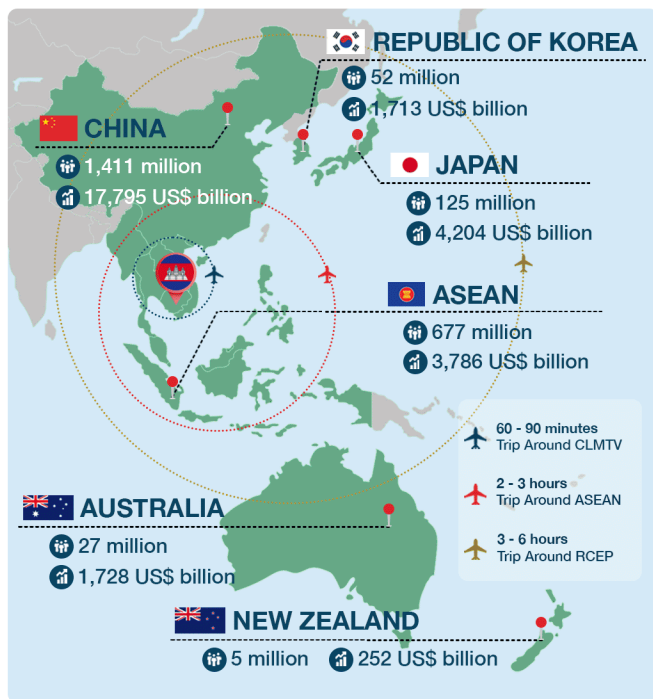 REPUBLIC OF KOREA
52 million
1,713 US$ billion
CHINA
1,411 million
17,795 US$ billion
JAPAN
125 million
4,204 US$ billion
ASEAN
677 million
3,786 US$ billion
60 - 90 minutes
Trip Around CLMTV
2 - 3 hours
Trip Around ASEAN
3 - 6 hours
Trip Around RCEP
AUSTRALIA
27 million
1,728 US$ billion
NEW ZEALAND
5 million 252 US$ billion